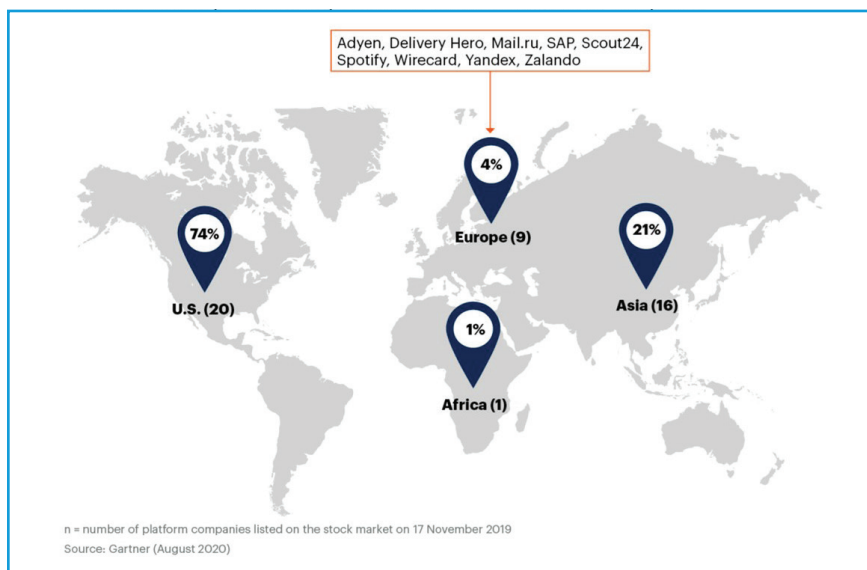 Adyen, Delivery Hero, Mail.ru, SAP, Scout24,
Spotify, Wirecard, Yandex, Zalando
4%
Europe (9)
74%
U.S. (20)
21%
Asia (16)
1%
Africa (1)
n = number of platform companies listed on the stock market on 17 November 2019
Source: Gartner (August 2020)